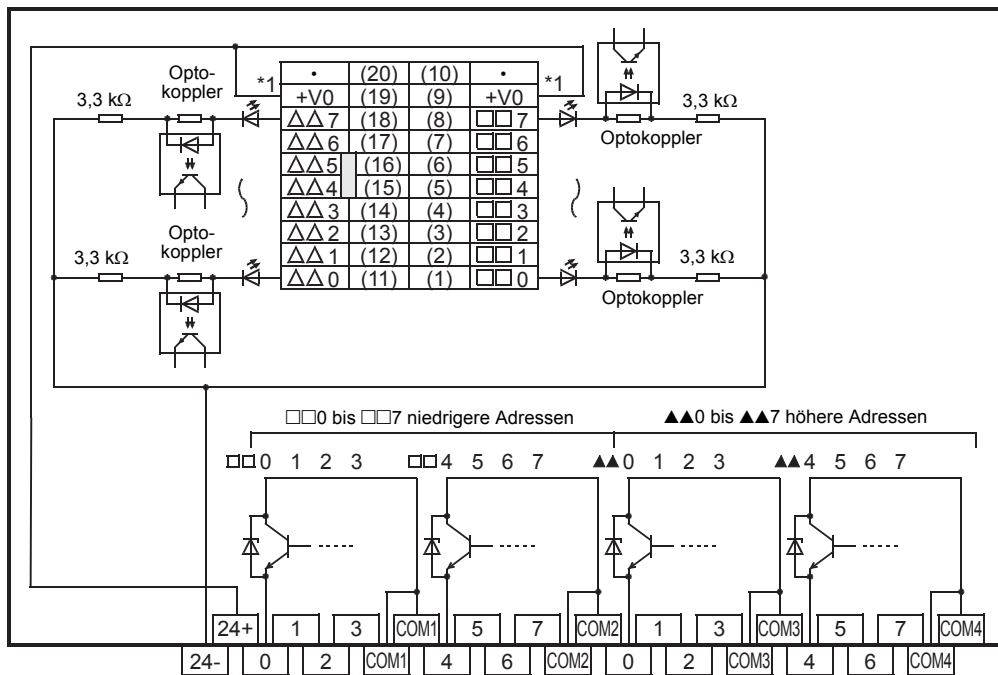 *1 • (20) (10) • *1
+V0 (19) (9) +V0
△△7 (18) (8) □□7
△△6 (17) (7) □□6
△△5 (16) (6) □□5
△△4 (15) (5) □□4
△△3 (14) (4) □□3
△△2 (13) (3) □□2
△△1 (12) (2) □□1
△△0 (11) (1) □□0
3,3 kΩ
Opto-
koppler
3,3 kΩ
Optokoppler
3,3 kΩ
Opto-
koppler
3,3 kΩ
Optokoppler
□□0 bis □□7 niedrigere Adressen ▲▲0 bis ▲▲7 höhere Adressen
□□0 1 2 3 □□4 5 6 7 ▲▲0 1 2 3 ▲▲4 5 6 7
24+ 1 3 COM1 5 7 COM2 1 3 COM3 5 7 COM4
24- 0 2 COM1 4 6 COM2 0 2 COM3 4 6 COM4